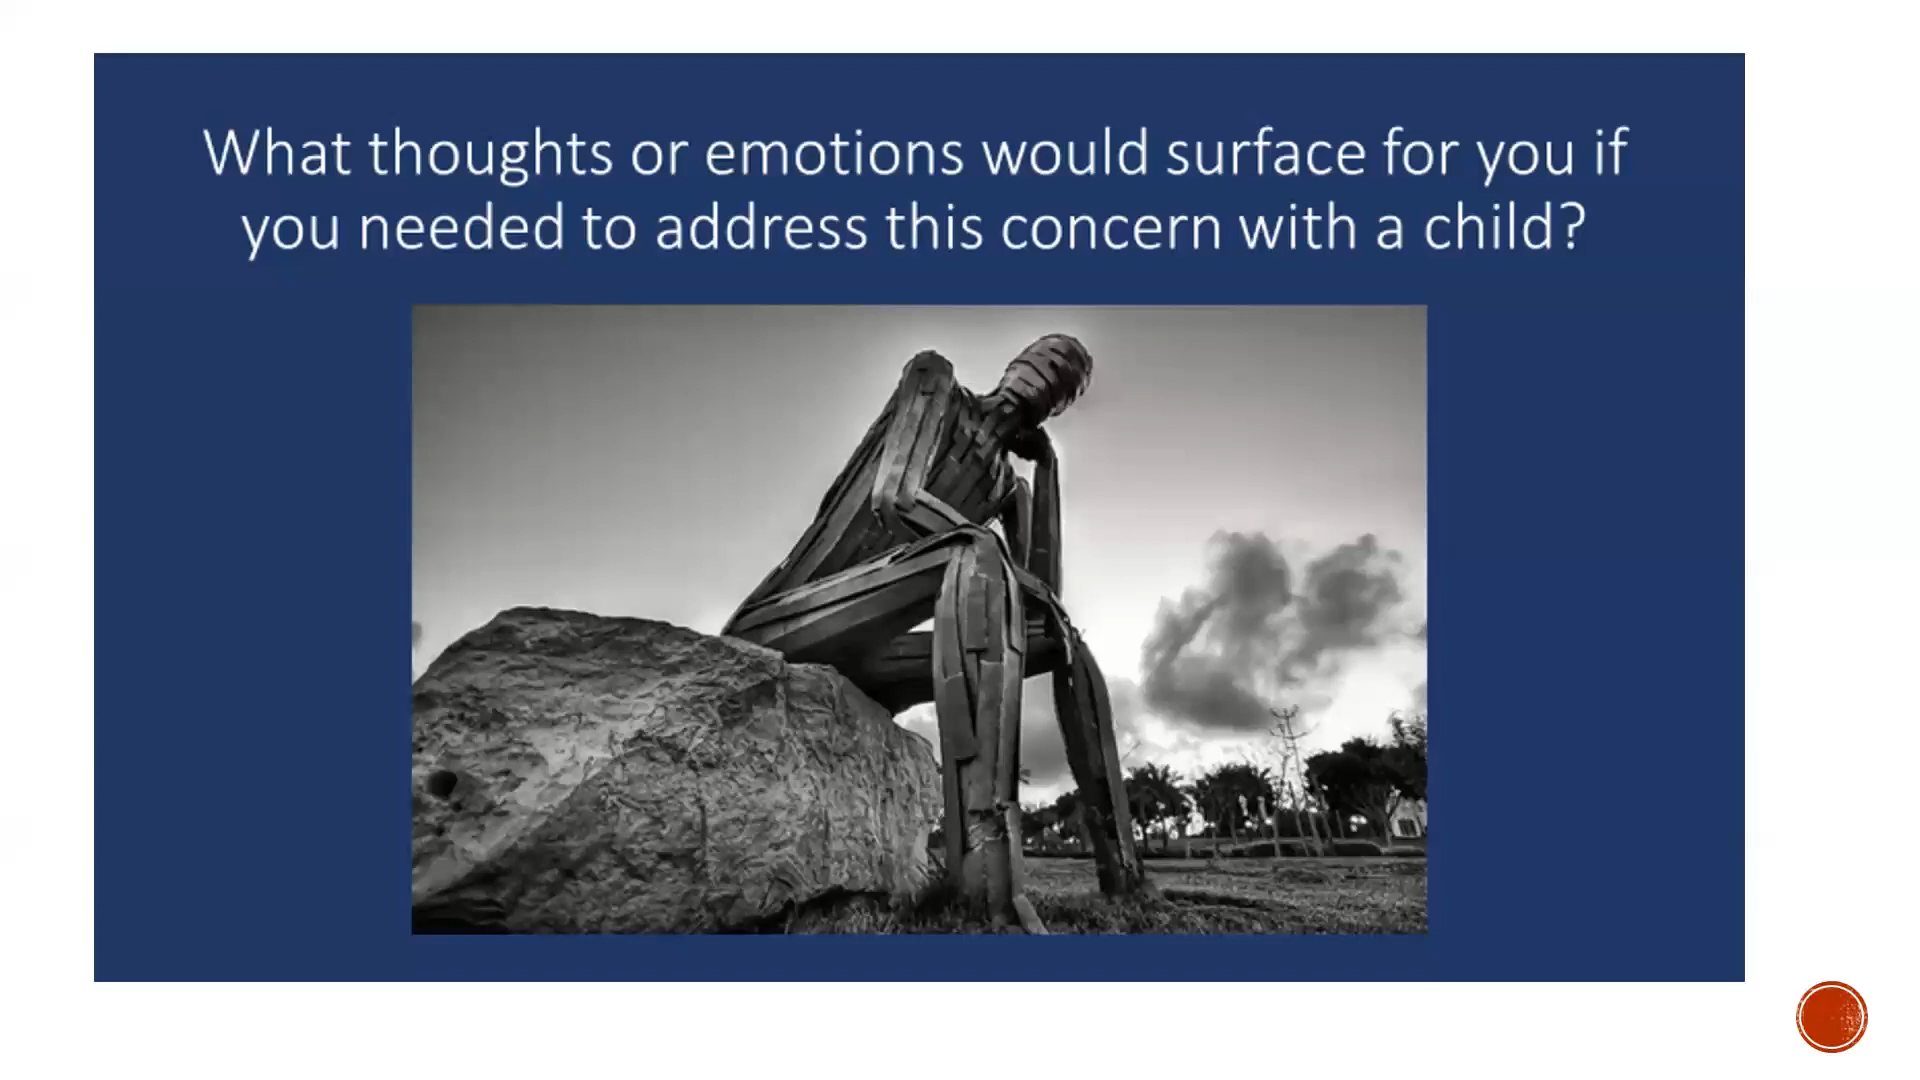 What thoughts or emotions would surface for you if
you needed to address this concern with a child?